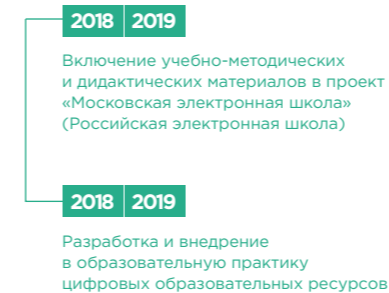 2018 2019
Включение учебно-методических
и дидактических материалов в проект
«Московская электронная школа»
(Российская электронная школа)
2018 2019
Разработка и внедрение
в образовательную практику
цифровых образовательных ресурсов